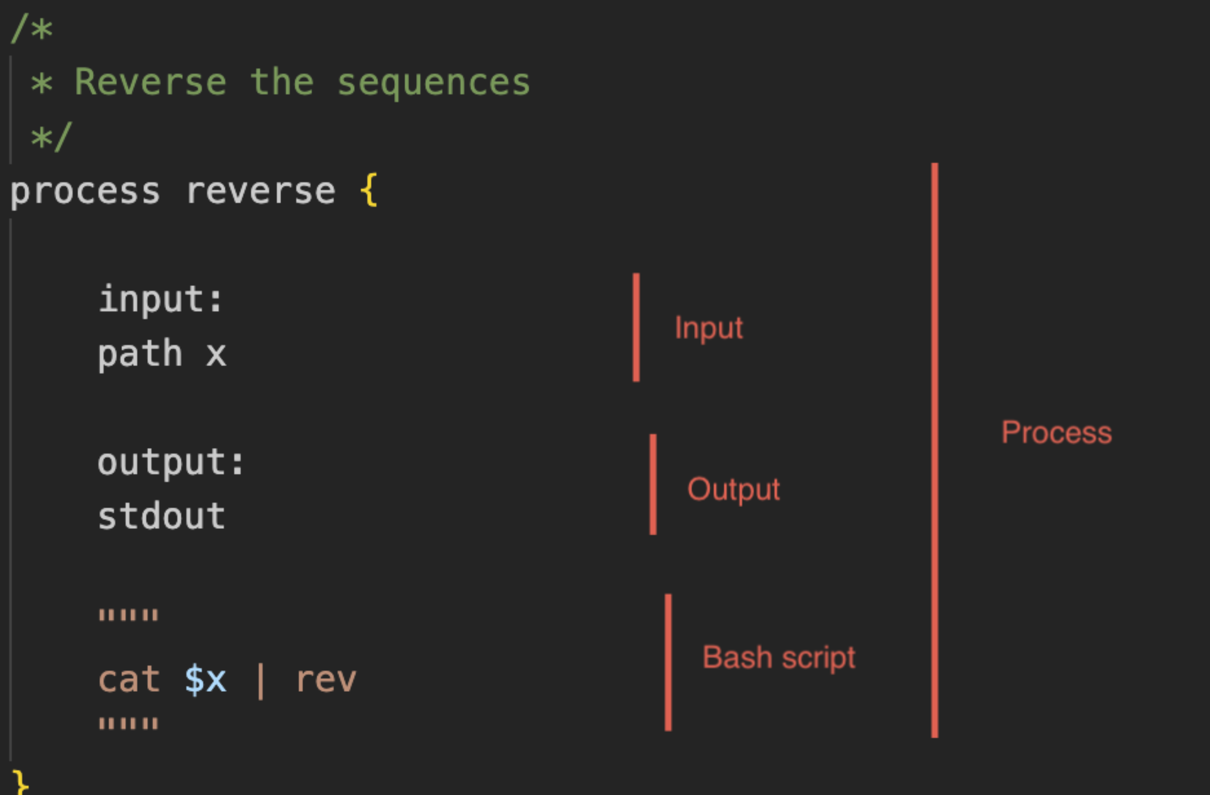 /*
* Reverse the sequences
*/
process reverse {
input:
path x
Input
output:
stdout
Output
"""
cat $x | rev
"""
Bash script
}
Process